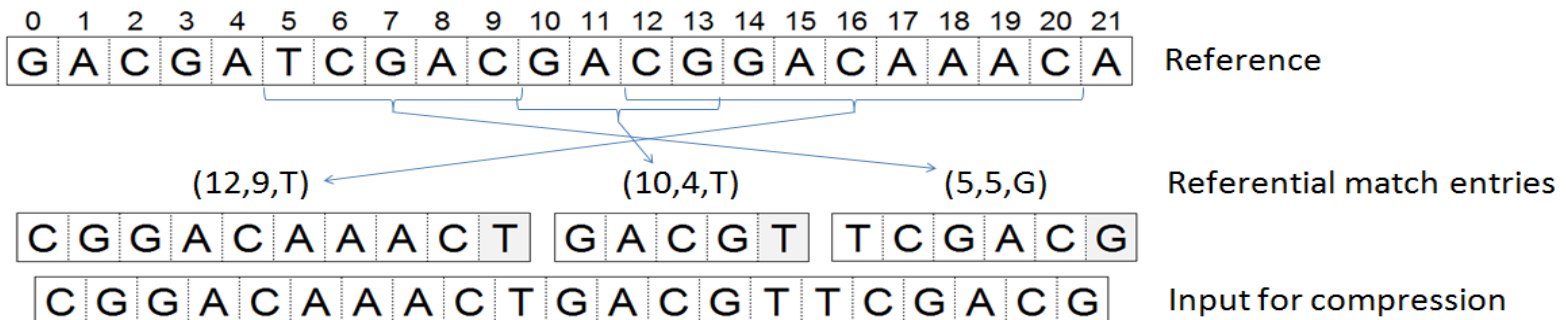 0 1 2 3 4 5 6 7 8 9 10 11 12 13 14 15 16 17 18 19 20 21
G A C G A T C G A C G A C G G A C A A A C A Reference
(12,9,T) (10,4,T) (5,5,G) Referential match entries
C G G A C A A A C T G A C G T T C G A C G
C G G A C A A A C T G A C G T T C G A C G Input for compression